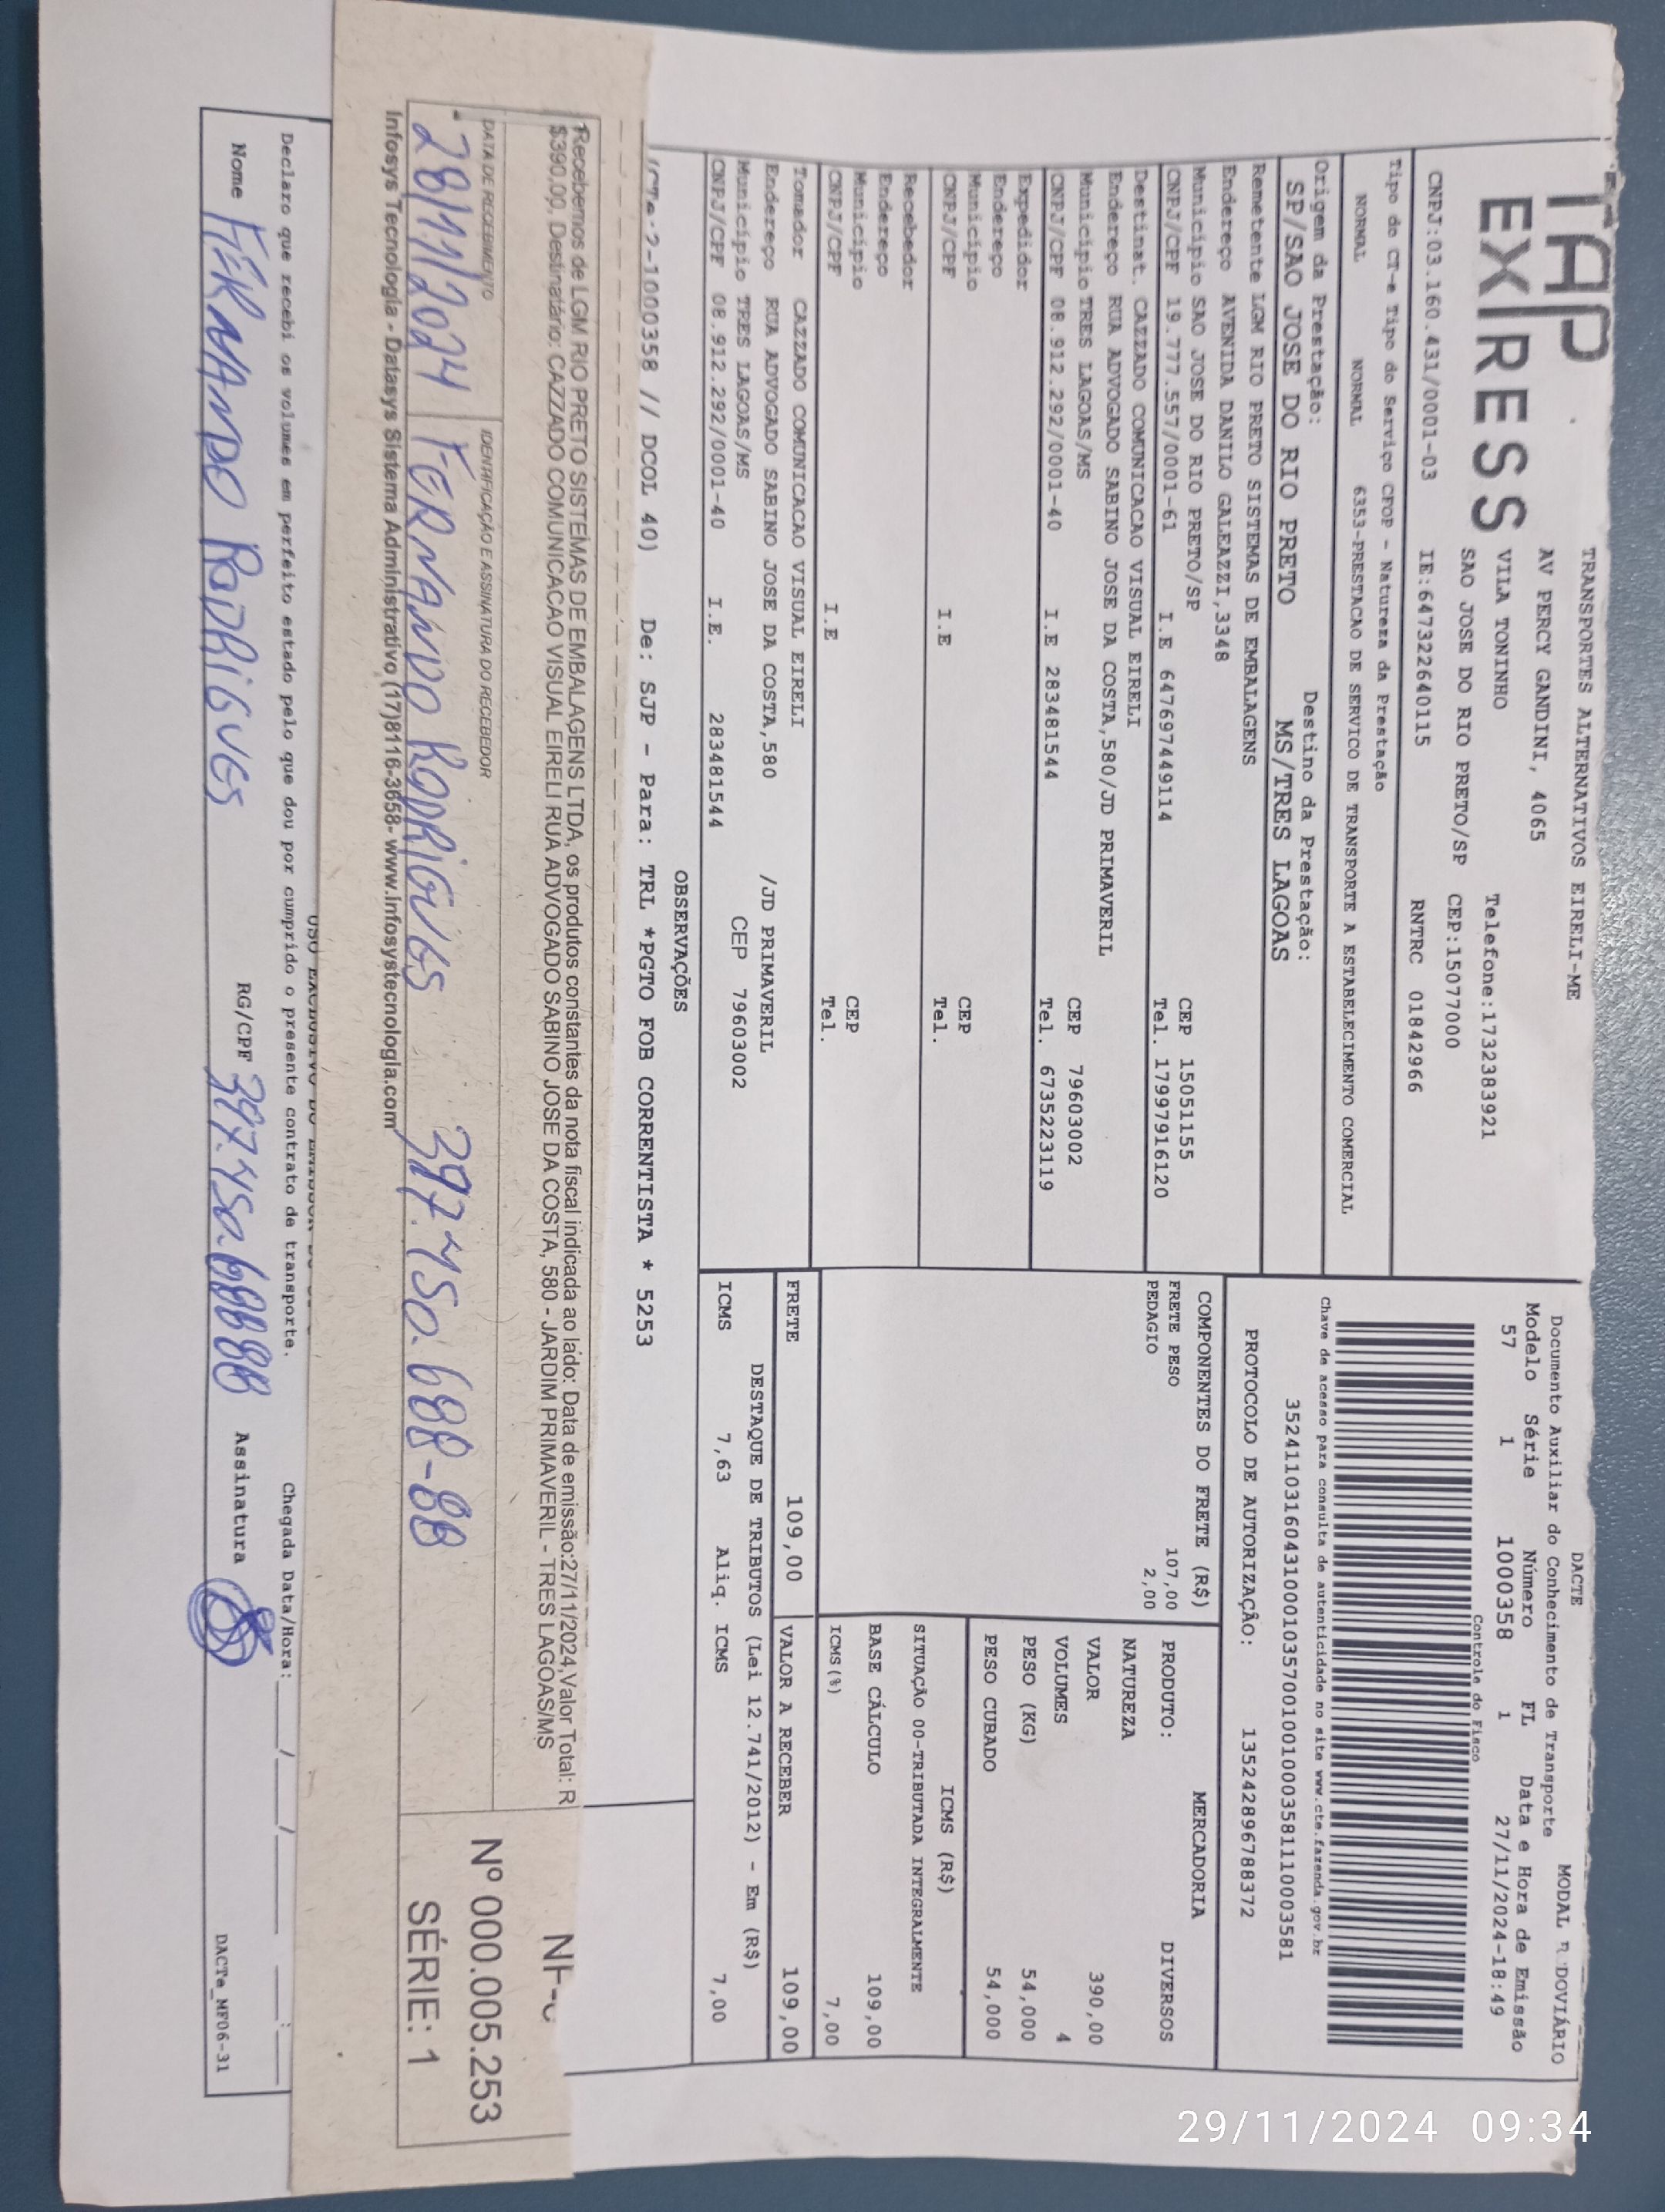 TAP
EXPRESS
TRANSPORTES ALTERNATIVOS EIRELI-ME
AV PERCY GANDINI, 4065
VILA TONINHO Telefone:1732383921
SAO JOSE DO RIO PRETO/SP CEP:15077000
CNPJ:03.160.431/0001-03 IE:647322640115 RNTRC 01842966
Tipo do CT-e Tipo do Serviço CFOP - Natureza da Prestação
NORMAL NORMAL 6353-PRESTACAO DE SERVICO DE TRANSPORTE A ESTABELECIMENTO COMERCIAL
Origem da Prestação: Destino da Prestação:
SP/SAO JOSE DO RIO PRETO MS/TRES LAGOAS
Remetente LGM RIO PRETO SISTEMAS DE EMBALAGENS
Endereço AVENIDA DANILO GALEAZZI,3348
Município SAO JOSE DO RIO PRETO/SP CEP 15051155
CNPJ/CPF 19.777.557/0001-61 I.E 647697449114 Tel. 17997916120
Destinat. CAZZADO COMUNICACAO VISUAL EIRELI
Endereço RUA ADVOGADO SABINO JOSE DA COSTA,580/JD PRIMAVERIL
Município TRES LAGOAS/MS CEP 79603002
CNPJ/CPF 08.912.292/0001-40 I.E 283481544 Tel. 6735223119
Expedidor
Endereço
Município CEP
CNPJ/CPF I.E Tel.
Recebedor
Endereço
Município CEP
CNPJ/CPF I.E Tel.
Tomador CAZZADO COMUNICACAO VISUAL EIRELI
Endereço RUA ADVOGADO SABINO JOSE DA COSTA,580 /JD PRIMAVERIL
Município TRES LAGOAS/MS CEP 79603002
CNPJ/CPF 08.912.292/0001-40 I.E. 283481544
DACTE MODAL RODOVIÁRIO
Documento Auxiliar do Conhecimento de Transporte
Modelo Série Número FL Data e Hora de Emissão
57 1 1000358 1 27/11/2024-18:49
Controle do Fisco
Chave de acesso para consulta de autenticidade no site www.cte.fazenda.gov.br
35241103160431000103570010010003581110003581
PROTOCOLO DE AUTORIZAÇÃO: 135242896788372
COMPONENTES DO FRETE (R$)
FRETE PESO 107,00
PEDAGIO 2,00
MERCADORIA
PRODUTO: DIVERSOS
NATUREZA
VALOR 390,00
VOLUMES 4
PESO (KG) 54,000
PESO CUBADO 54,000
ICMS (R$)
SITUAÇÃO 00-TRIBUTADA INTEGRALMENTE
BASE CÁLCULO 109,00
ICMS(%) 7,00
FRETE 109,00 VALOR A RECEBER 109,00
DESTAQUE DE TRIBUTOS (Lei 12.741/2012) - Em (R$)
ICMS 7,63 Aliq. ICMS 7,00
OBSERVAÇÕES
(CTe-2-1000358 // DCOL 40) De: SJP - Para: TRL *PGTO FOB CORRENTISTA * 5253
Recebemos de LGM RIO PRETO SISTEMAS DE EMBALAGENS LTDA, os produtos constantes da nota fiscal indicada ao lado: Data de emissão:27/11/2024,Valor Total: R
$390,00, Destinatário: CAZZADO COMUNICACAO VISUAL EIRELI RUA ADVOGADO SABINO JOSE DA COSTA, 580 - JARDIM PRIMAVERIL - TRES LAGOAS/MS
DATA DE RECEBIMENTO IDENTIFICAÇÃO E ASSINATURA DO RECEBEDOR
28/11/2024 FERNANDO RODRIGUES 397.450.688-88
NF-e
Nº 000.005.253
SÉRIE: 1
Infosys Tecnologia - Datasys Sistema Administrativo (17)8116-3658- www.infosystecnologia.com
USO EXCLUSIVO DO EMISSOR
Declaro que recebi os volumes em perfeito estado pelo que dou por cumprido o presente contrato de transporte. Chegada Data/Hora: ___/___/_____ ___:___
Nome FERNANDO RODRIGUES RG/CPF 397.450.68888 Assinatura
DACTe_MF06-31
29/11/2024 09:34